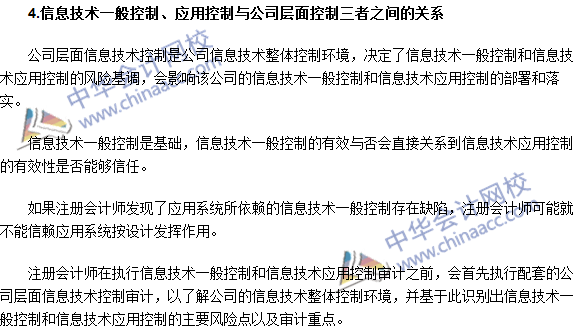 4.信息技术一般控制、应用控制与公司层面控制三者之间的关系
公司层面信息技术控制是公司信息技术整体控制环境，决定了信息技术一般控制和信息技
术应用控制的风险基调，会影响该公司的信息技术一般控制和信息技术应用控制的部署和落
实。
信息技术一般控制是基础，信息技术一般控制的有效与否会直接关系到信息技术应用控制
的有效性是否能够信任。
如果注册会计师发现了应用系统所依赖的信息技术一般控制存在缺陷，注册会计师可能就
不能信赖应用系统按设计发挥作用。
注册会计师在执行信息技术一般控制和信息技术应用控制审计之前，会首先执行配套的公
司层面信息技术控制审计，以了解公司的信息技术整体控制环境，并基于此识别出信息技术一
般控制和信息技术应用控制的主要风险点以及审计重点。
中华会计网校
www.chinaacc.com
中华会计网校
www.chinaacc.com